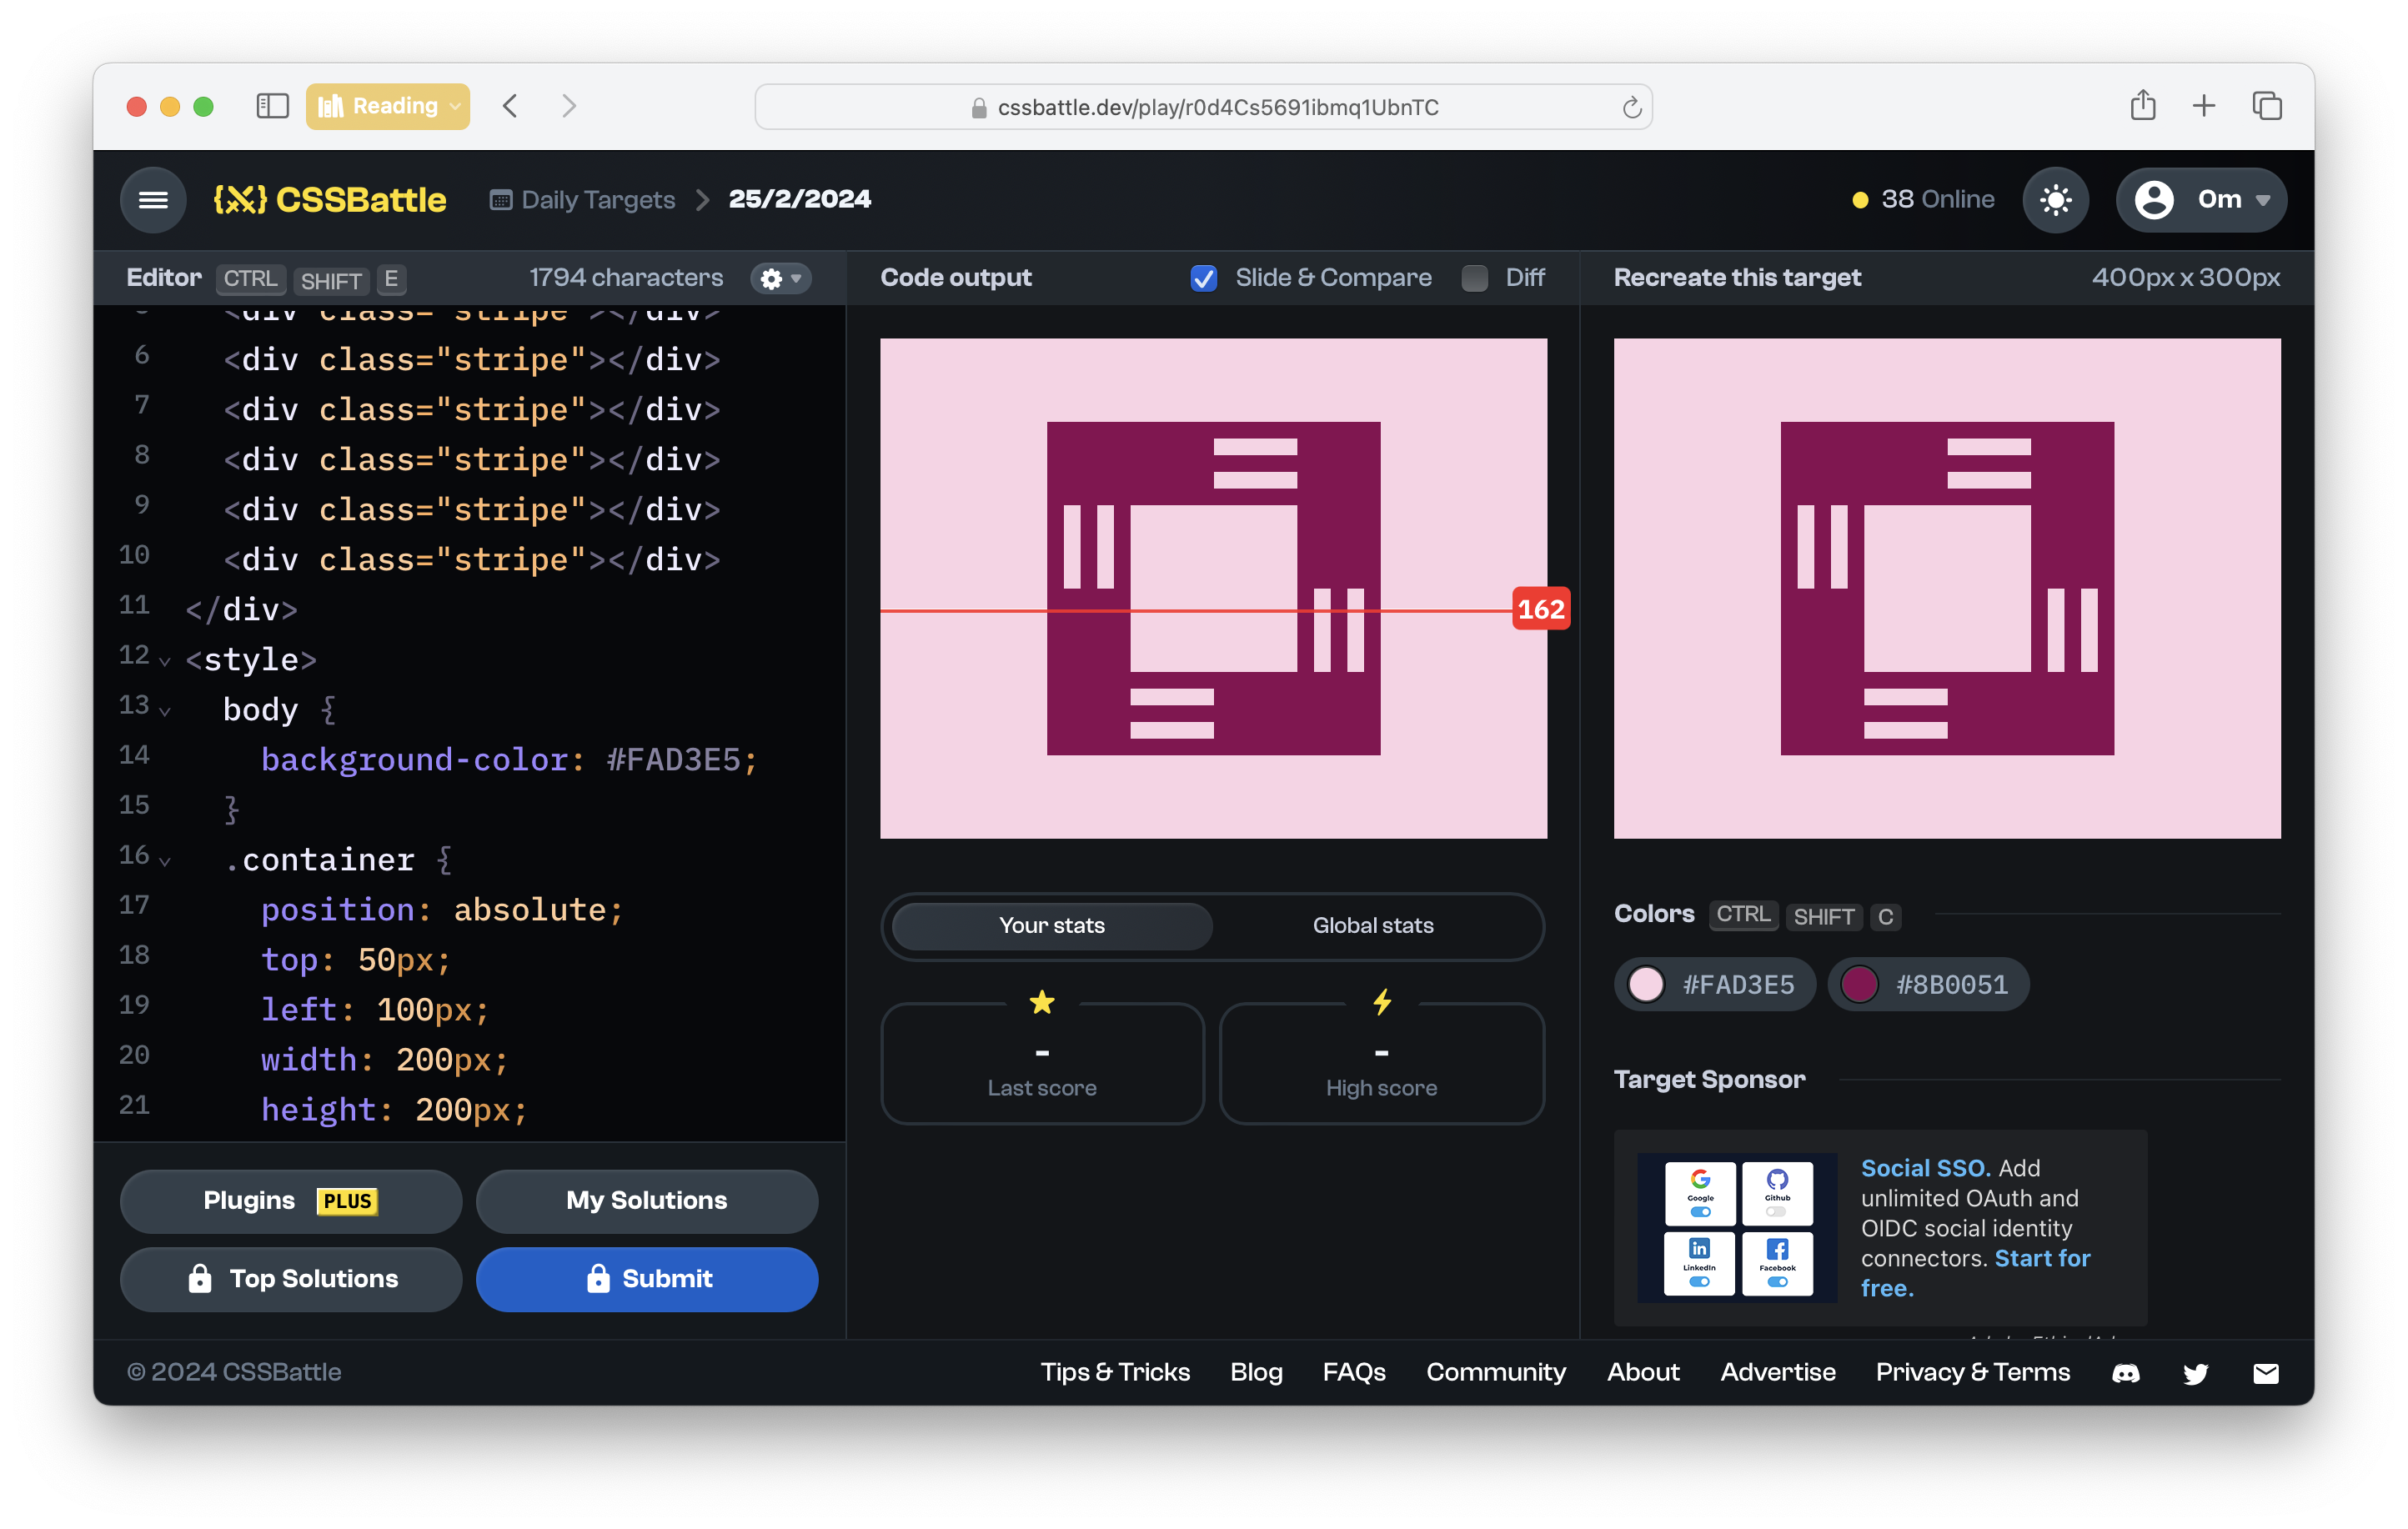 Reading
cssbattle.dev/play/r0d4Cs5691ibmq1UbnTC
{X} CSSBattle
Daily Targets
25/2/2024
38 Online
0m
Editor CTRL SHIFT E
1794 characters
<div class="stripe"></div>
6 <div class="stripe"></div>
7 <div class="stripe"></div>
8 <div class="stripe"></div>
9 <div class="stripe"></div>
10 <div class="stripe"></div>
11 </div>
12 <style>
13 body {
14 background-color: #FAD3E5;
15 }
16 .container {
17 position: absolute;
18 top: 50px;
19 left: 100px;
20 width: 200px;
21 height: 200px;
Plugins PLUS
My Solutions
Top Solutions
Submit
Code output
Slide & Compare
Diff
162
Your stats
Global stats
-
Last score
-
High score
Recreate this target
400px x 300px
Colors CTRL SHIFT C
#FAD3E5
#8B0051
Target Sponsor
Google
Github
in
LinkedIn
Facebook
Social SSO. Add
unlimited OAuth and
OIDC social identity
connectors. Start for
free.
© 2024 CSSBattle
Tips & Tricks
Blog
FAQs
Community
About
Advertise
Privacy & Terms